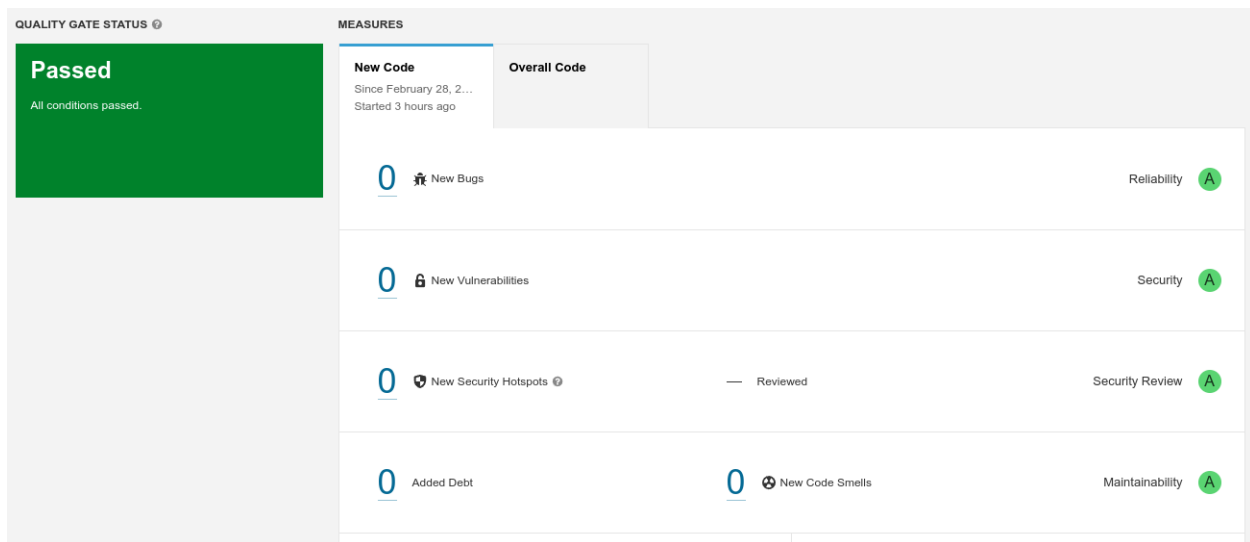 QUALITY GATE STATUS
MEASURES
Passed
All conditions passed.
New Code
Since February 28, 2…
Started 3 hours ago
Overall Code
0 New Bugs
Reliability A
0 New Vulnerabilities
Security A
0 New Security Hotspots
— Reviewed
Security Review A
0 Added Debt
0 New Code Smells
Maintainability A